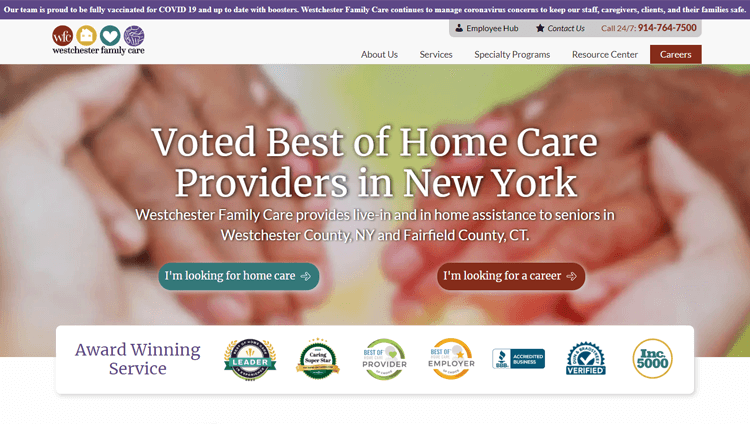 Our team is proud to be fully vaccinated for COVID 19 and up to date with boosters. Westchester Family Care continues to manage coronavirus concerns to keep our staff, caregivers, clients, and their families safe.
Employee Hub
Contact Us
Call 24/7: 914-764-7500
wfc
westchester family care
About Us
Services
Specialty Programs
Resource Center
Careers
Voted Best of Home Care
Providers in New York
Westchester Family Care provides live-in and in home assistance to seniors in
Westchester County, NY and Fairfield County, CT.
I'm looking for home care
I'm looking for a career
Award Winning
Service
LEADER
Caring
Super Star
BEST OF
HOME CARE
PROVIDER
BEST OF
HOME CARE
EMPLOYER
BBB
ACCREDITED
BUSINESS
VERIFIED
Inc.
5000